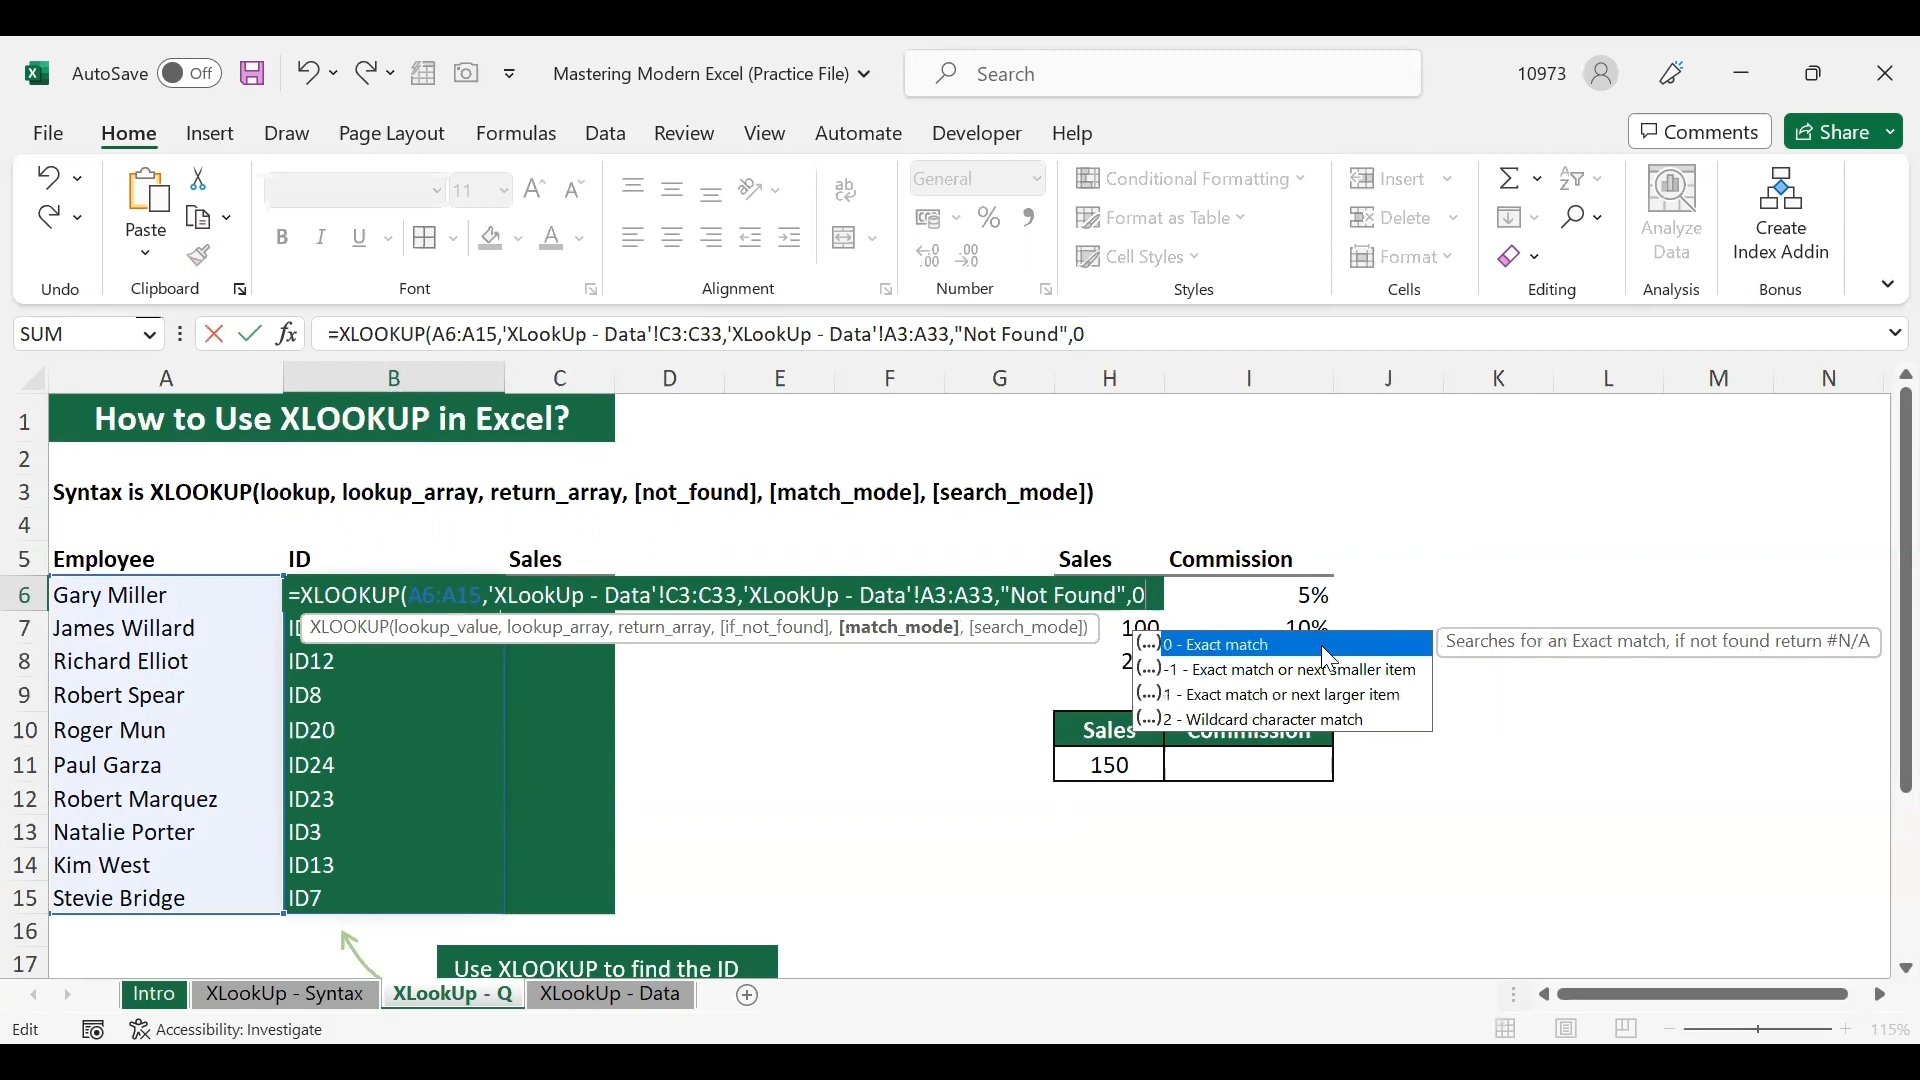 AutoSave Off Mastering Modern Excel (Practice File) Search 10973
File Home Insert Draw Page Layout Formulas Data Review View Automate Developer Help Comments Share
Paste
11
B I U A
ab
General
% 9
Conditional Formatting
Format as Table
Cell Styles
Insert
Delete
Format
Analyze
Data
Create
Index Addin
Undo Clipboard Font Alignment Number Styles Cells Editing Analysis Bonus
SUM fx =XLOOKUP(A6:A15,'XLookUp - Data'!C3:C33,'XLookUp - Data'!A3:A33,"Not Found",0
A B C D E F G H I J K L M N
1 How to Use XLOOKUP in Excel?
2
3 Syntax is XLOOKUP(lookup, lookup_array, return_array, [not_found], [match_mode], [search_mode])
4
5 Employee ID Sales Sales Commission
6 Gary Miller =XLOOKUP(A6:A15,'XLookUp - Data'!C3:C33,'XLookUp - Data'!A3:A33,"Not Found",0 5%
7 James Willard XLOOKUP(lookup_value, lookup_array, return_array, [if_not_found], [match_mode], [search_mode]) 100 10%
(...)0 - Exact match Searches for an Exact match, if not found return #N/A
8 Richard Elliot ID12
(...)-1 - Exact match or next smaller item
9 Robert Spear ID8 (...)1 - Exact match or next larger item
(...)2 - Wildcard character match
10 Roger Mun ID20 Sales Commission
11 Paul Garza ID24 150
12 Robert Marquez ID23
13 Natalie Porter ID3
14 Kim West ID13
15 Stevie Bridge ID7
16
17 Use XLOOKUP to find the ID
Intro XLookUp - Syntax XLookUp - Q XLookUp - Data
Edit Accessibility: Investigate 115%